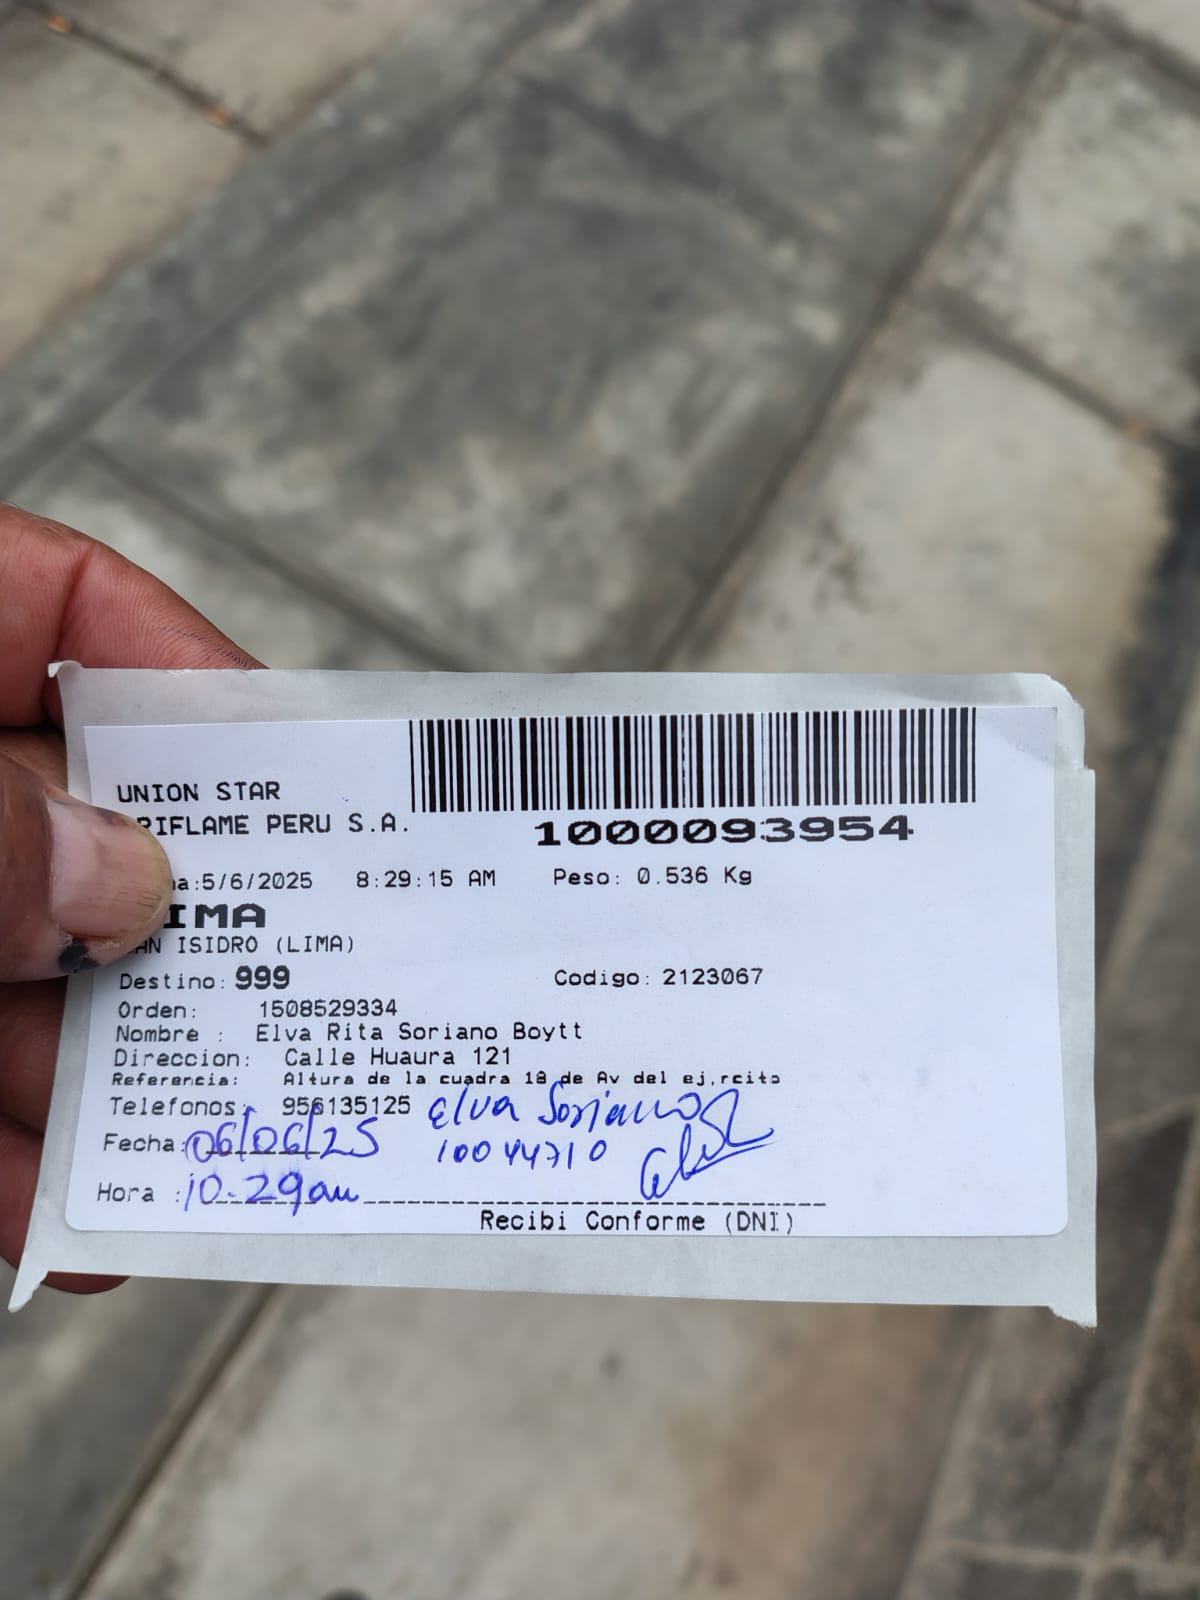 UNION STAR
RIFLAME PERU S.A.
1000093954
ha:5/6/2025 8:29:15 AM Peso: 0.536 Kg
IMA
AN ISIDRO (LIMA)
Destino: 999 Codigo: 2123067
Orden: 1508529334
Nombre : Elva Rita Soriano Boytt
Direccion: Calle Huaura 121
Referencia: Altura de la cuadra 18 de Av del ej,rcito
Telefonos: 956135125 Elva Soriano
Fecha: 06/06/25 10044710
Hora : 10.29am
Recibi Conforme (DNI)